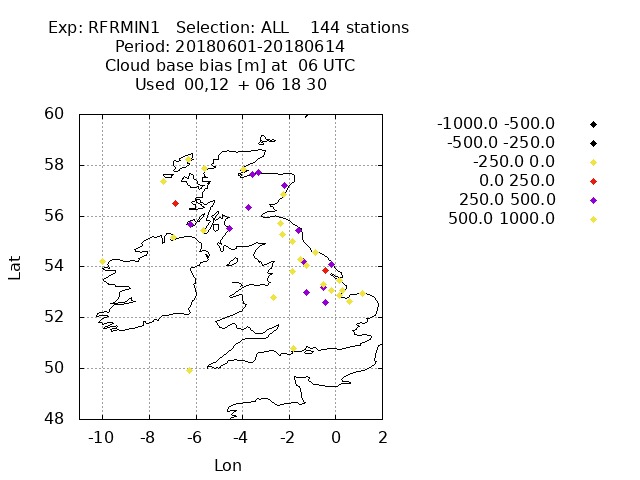 Exp: RFRMIN1 Selection: ALL 144 stations
Period: 20180601-20180614
Cloud base bias [m] at 06 UTC
Used 00,12 + 06 18 30
-1000.0 -500.0
-500.0 -250.0
-250.0 0.0
0.0 250.0
250.0 500.0
500.0 1000.0
60
58
56
54
52
50
48
Lat
-10 -8 -6 -4 -2 0 2
Lon